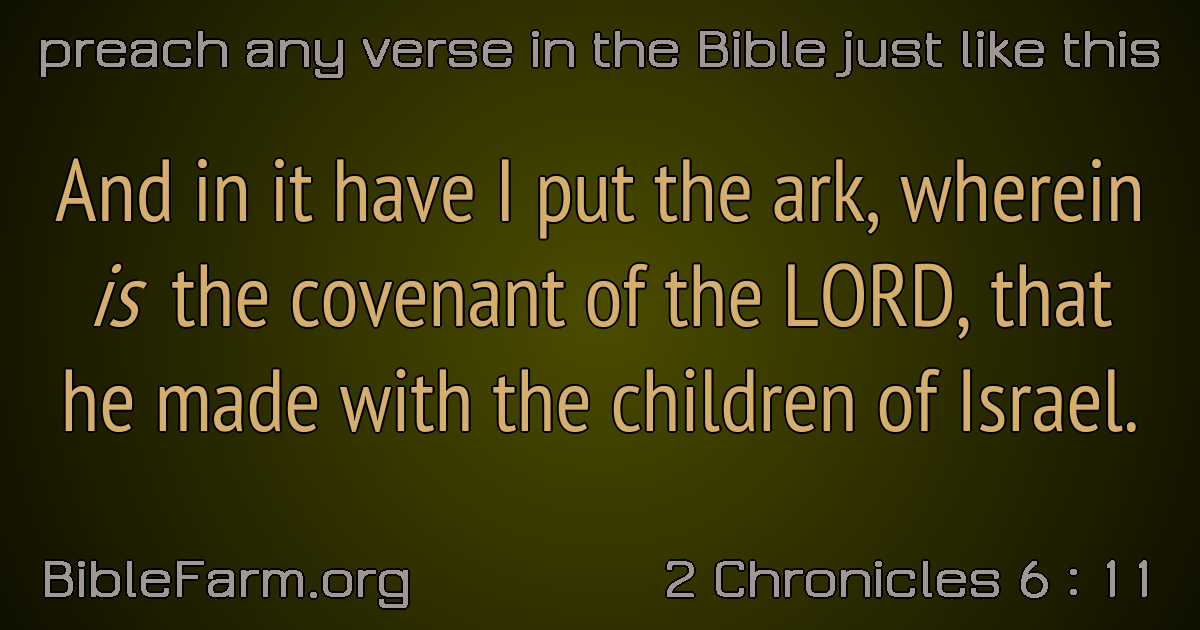 preach any verse in the Bible just like this
And in it have I put the ark, wherein
is the covenant of the LORD, that
he made with the children of Israel.
BibleFarm.org
2 Chronicles 6 : 11